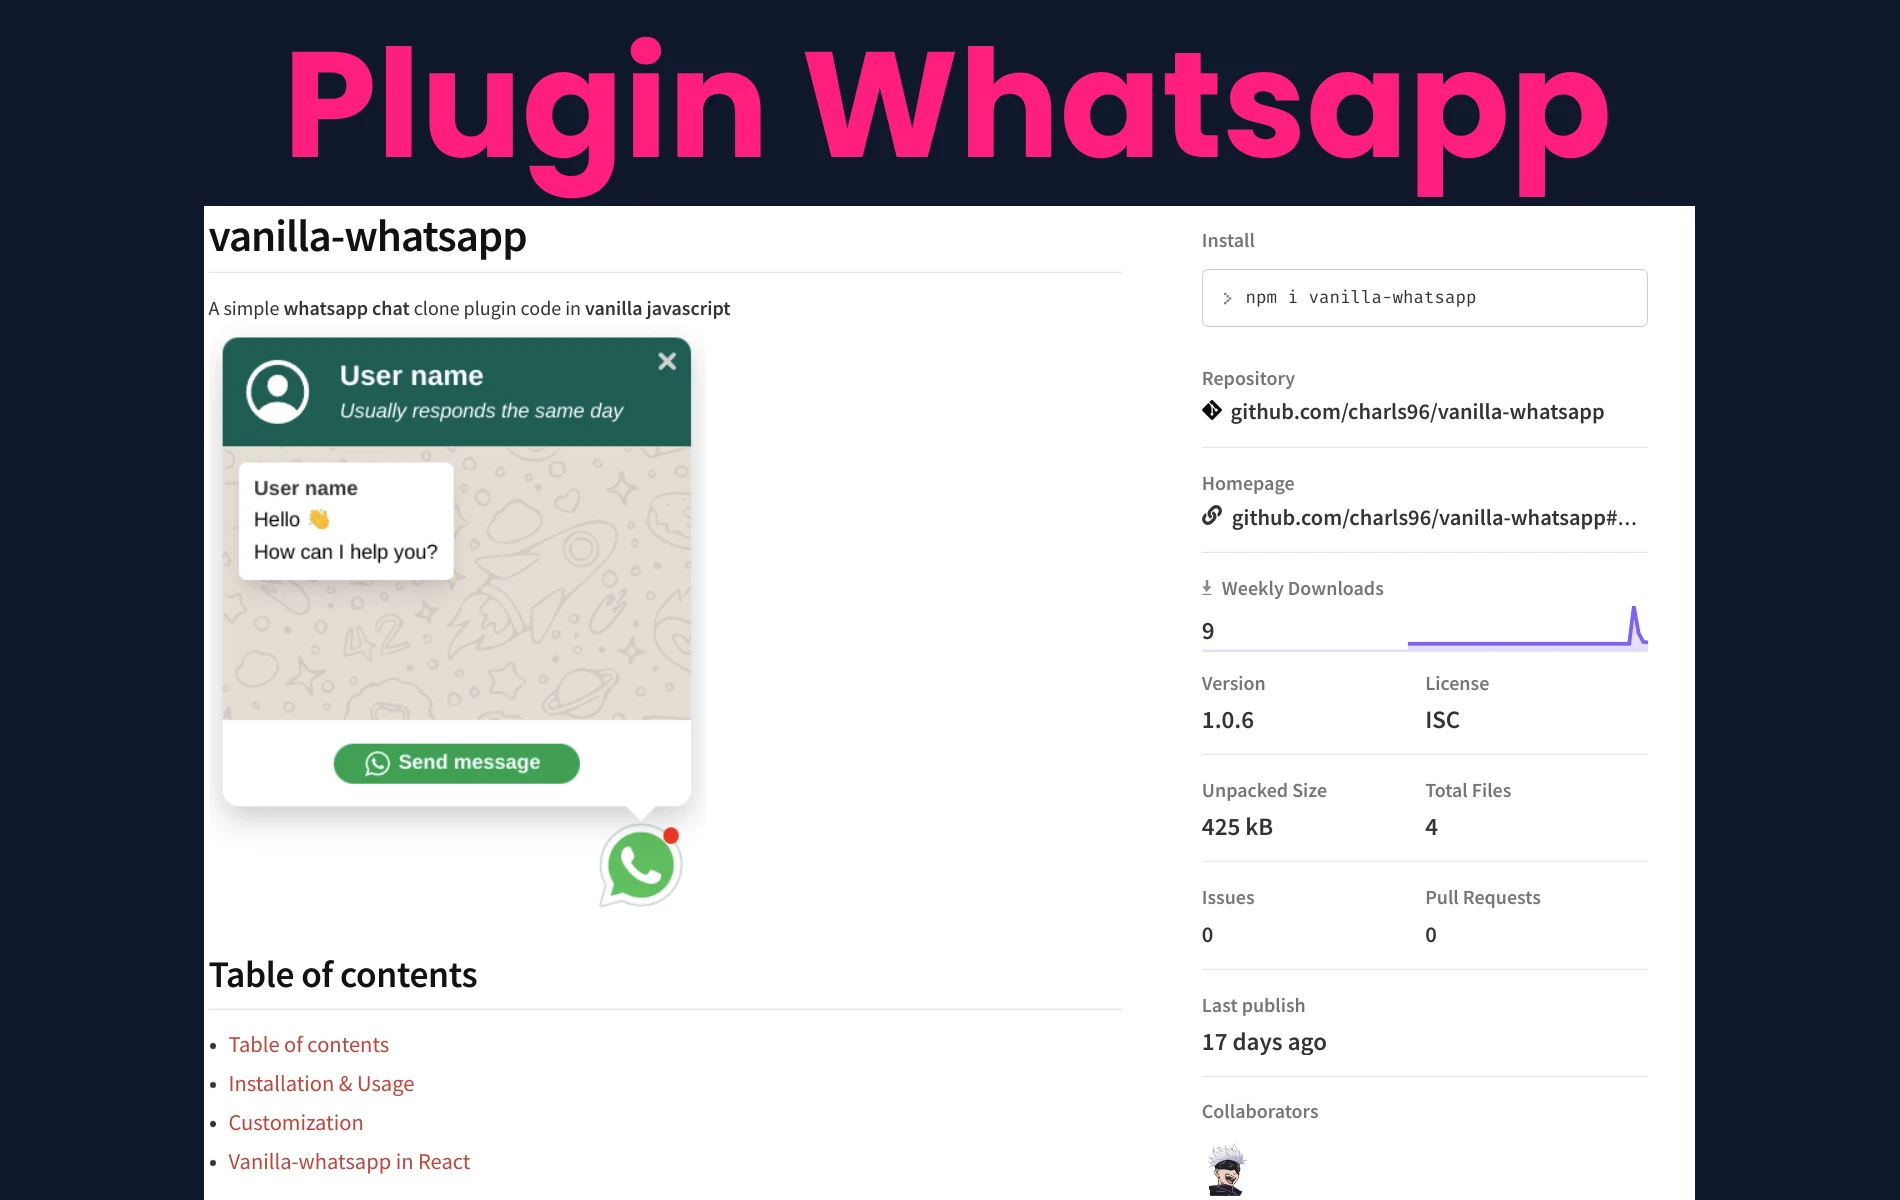 Plugin Whatsapp
vanilla-whatsapp
A simple whatsapp chat clone plugin code in vanilla javascript
User name
Usually responds the same day
User name
Hello 👋
How can I help you?
Send message
Table of contents
• Table of contents
• Installation & Usage
• Customization
• Vanilla-whatsapp in React
Install
> npm i vanilla-whatsapp
Repository
github.com/charls96/vanilla-whatsapp
Homepage
github.com/charls96/vanilla-whatsapp#...
Weekly Downloads
9
Version
License
1.0.6
ISC
Unpacked Size
Total Files
425 kB
4
Issues
Pull Requests
0
0
Last publish
17 days ago
Collaborators